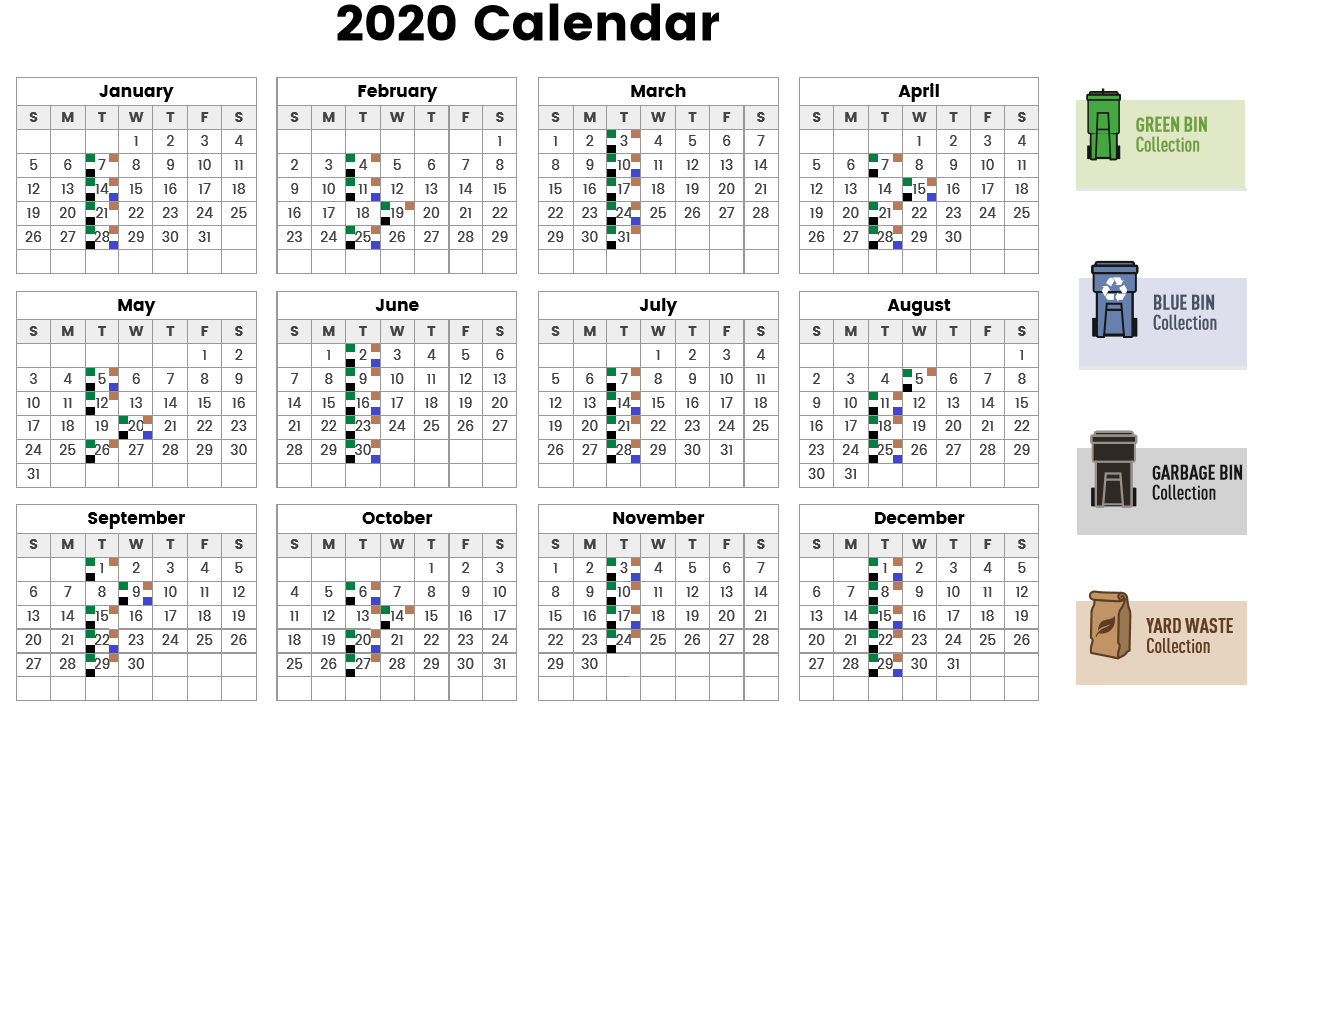 2020 Calendar
January February March April
S M T W T F S S M T W T F S S M T W T F S S M T W T F S
1 2 3 4 1 1 2 3 4 5 6 7 1 2 3 4
5 6 7 8 9 10 11 2 3 4 5 6 7 8 8 9 10 11 12 13 14 5 6 7 8 9 10 11
12 13 14 15 16 17 18 9 10 11 12 13 14 15 15 16 17 18 19 20 21 12 13 14 15 16 17 18
19 20 21 22 23 24 25 16 17 18 19 20 21 22 22 23 24 25 26 27 28 19 20 21 22 23 24 25
26 27 28 29 30 31 23 24 25 26 27 28 29 29 30 31 26 27 28 29 30
May June July August
S M T W T F S S M T W T F S S M T W T F S S M T W T F S
1 2 1 2 3 4 5 6 1 2 3 4 1
3 4 5 6 7 8 9 7 8 9 10 11 12 13 5 6 7 8 9 10 11 2 3 4 5 6 7 8
10 11 12 13 14 15 16 14 15 16 17 18 19 20 12 13 14 15 16 17 18 9 10 11 12 13 14 15
17 18 19 20 21 22 23 21 22 23 24 25 26 27 19 20 21 22 23 24 25 16 17 18 19 20 21 22
24 25 26 27 28 29 30 28 29 30 26 27 28 29 30 31 23 24 25 26 27 28 29
31 30 31
September October November December
S M T W T F S S M T W T F S S M T W T F S S M T W T F S
1 2 3 4 5 1 2 3 1 2 3 4 5 6 7 1 2 3 4 5
6 7 8 9 10 11 12 4 5 6 7 8 9 10 8 9 10 11 12 13 14 6 7 8 9 10 11 12
13 14 15 16 17 18 19 11 12 13 14 15 16 17 15 16 17 18 19 20 21 13 14 15 16 17 18 19
20 21 22 23 24 25 26 18 19 20 21 22 23 24 22 23 24 25 26 27 28 20 21 22 23 24 25 26
27 28 29 30 25 26 27 28 29 30 31 29 30 27 28 29 30 31
GREEN BIN
Collection
BLUE BIN
Collection
GARBAGE BIN
Collection
YARD WASTE
Collection